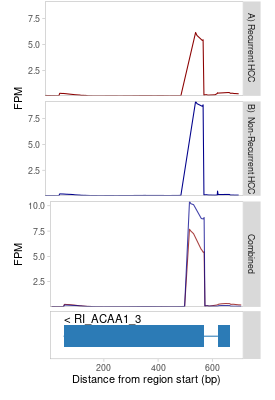 7.5
5.0
2.5
FPM
A) Recurrent HCC
7.5
5.0
2.5
B) Non-Recurrent HCC
10.0
7.5
5.0
2.5
FPM
Combined
< RI_ACAA1_3
200
400
600
Distance from region start (bp)